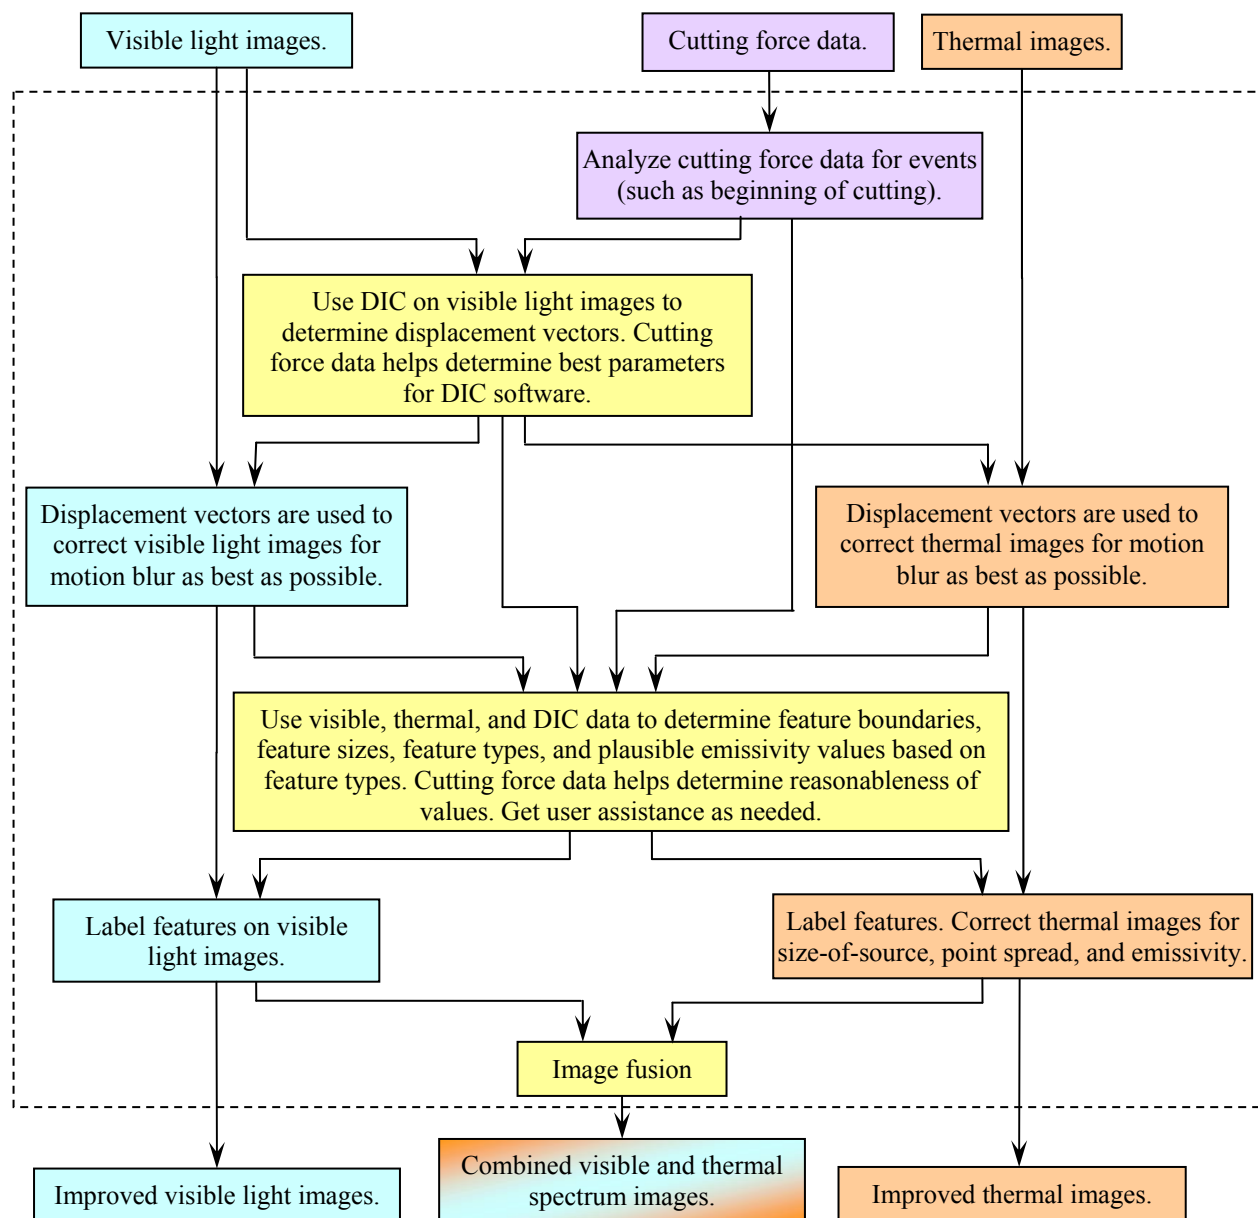 Visible light images.
Cutting force data.
Thermal images.
Analyze cutting force data for events
(such as beginning of cutting).
Use DIC on visible light images to
determine displacement vectors. Cutting
force data helps determine best parameters
for DIC software.
Displacement vectors are used to
correct visible light images for
motion blur as best as possible.
Displacement vectors are used to
correct thermal images for motion
blur as best as possible.
Use visible, thermal, and DIC data to determine feature boundaries,
feature sizes, feature types, and plausible emissivity values based on
feature types. Cutting force data helps determine reasonableness of
values. Get user assistance as needed.
Label features on visible
light images.
Label features. Correct thermal images for
size-of-source, point spread, and emissivity.
Image fusion
Improved visible light images.
Combined visible and thermal
spectrum images.
Improved thermal images.